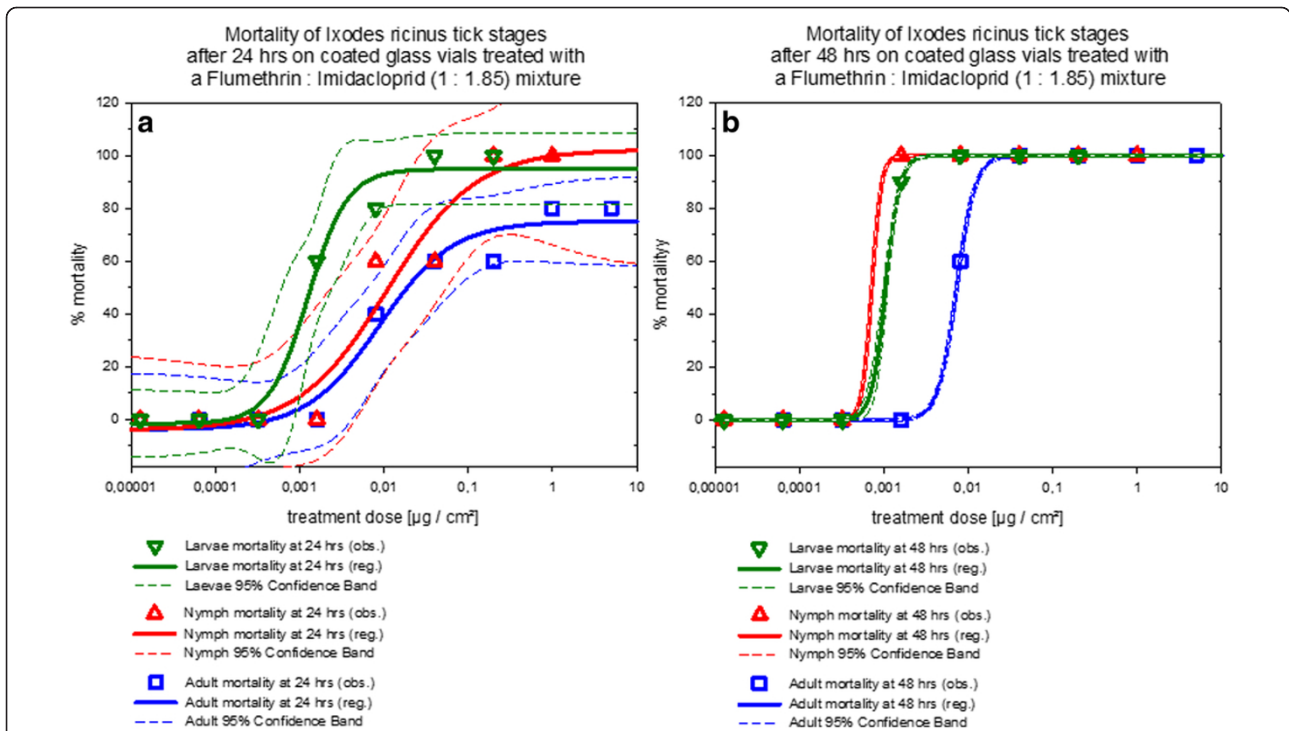 Mortality of Ixodes ricinus tick stages
after 24 hrs on coated glass vials treated with
a Flumethrin : Imidacloprid (1 : 1.85) mixture
a
120
100
80
60
40
20
0
% mortality
0,00001 0,0001 0,001 0,01 0,1 1 10
treatment dose [µg / cm²]
Larvae mortality at 24 hrs (obs.)
Larvae mortality at 24 hrs (reg.)
Laevae 95% Confidence Band
Nymph mortality at 24 hrs (obs.)
Nymph mortality at 24 hrs (reg.)
Nymph 95% Confidence Band
Adult mortality at 24 hrs (obs.)
Adult mortality at 24 hrs (reg.)
Adult 95% Confidence Band
Mortality of Ixodes ricinus tick stages
after 48 hrs on coated glass vials treated with
a Flumethrin : Imidacloprid (1 : 1.85) mixture
b
120
100
80
60
40
20
0
% mortalityy
0,00001 0,0001 0,001 0,01 0,1 1 10
treatment dose [µg / cm²]
Larvae mortality at 48 hrs (obs.)
Larvae mortality at 48 hrs (reg.)
Larvae 95% Confidence Band
Nymph mortality at 48 hrs (obs.)
Nymph mortality at 48 hrs (reg.)
Nymph 95% Confidence Band
Adult mortality at 48 hrs (obs.)
Adult mortality at 48 hrs (reg.)
Adult 95% Confidence Band